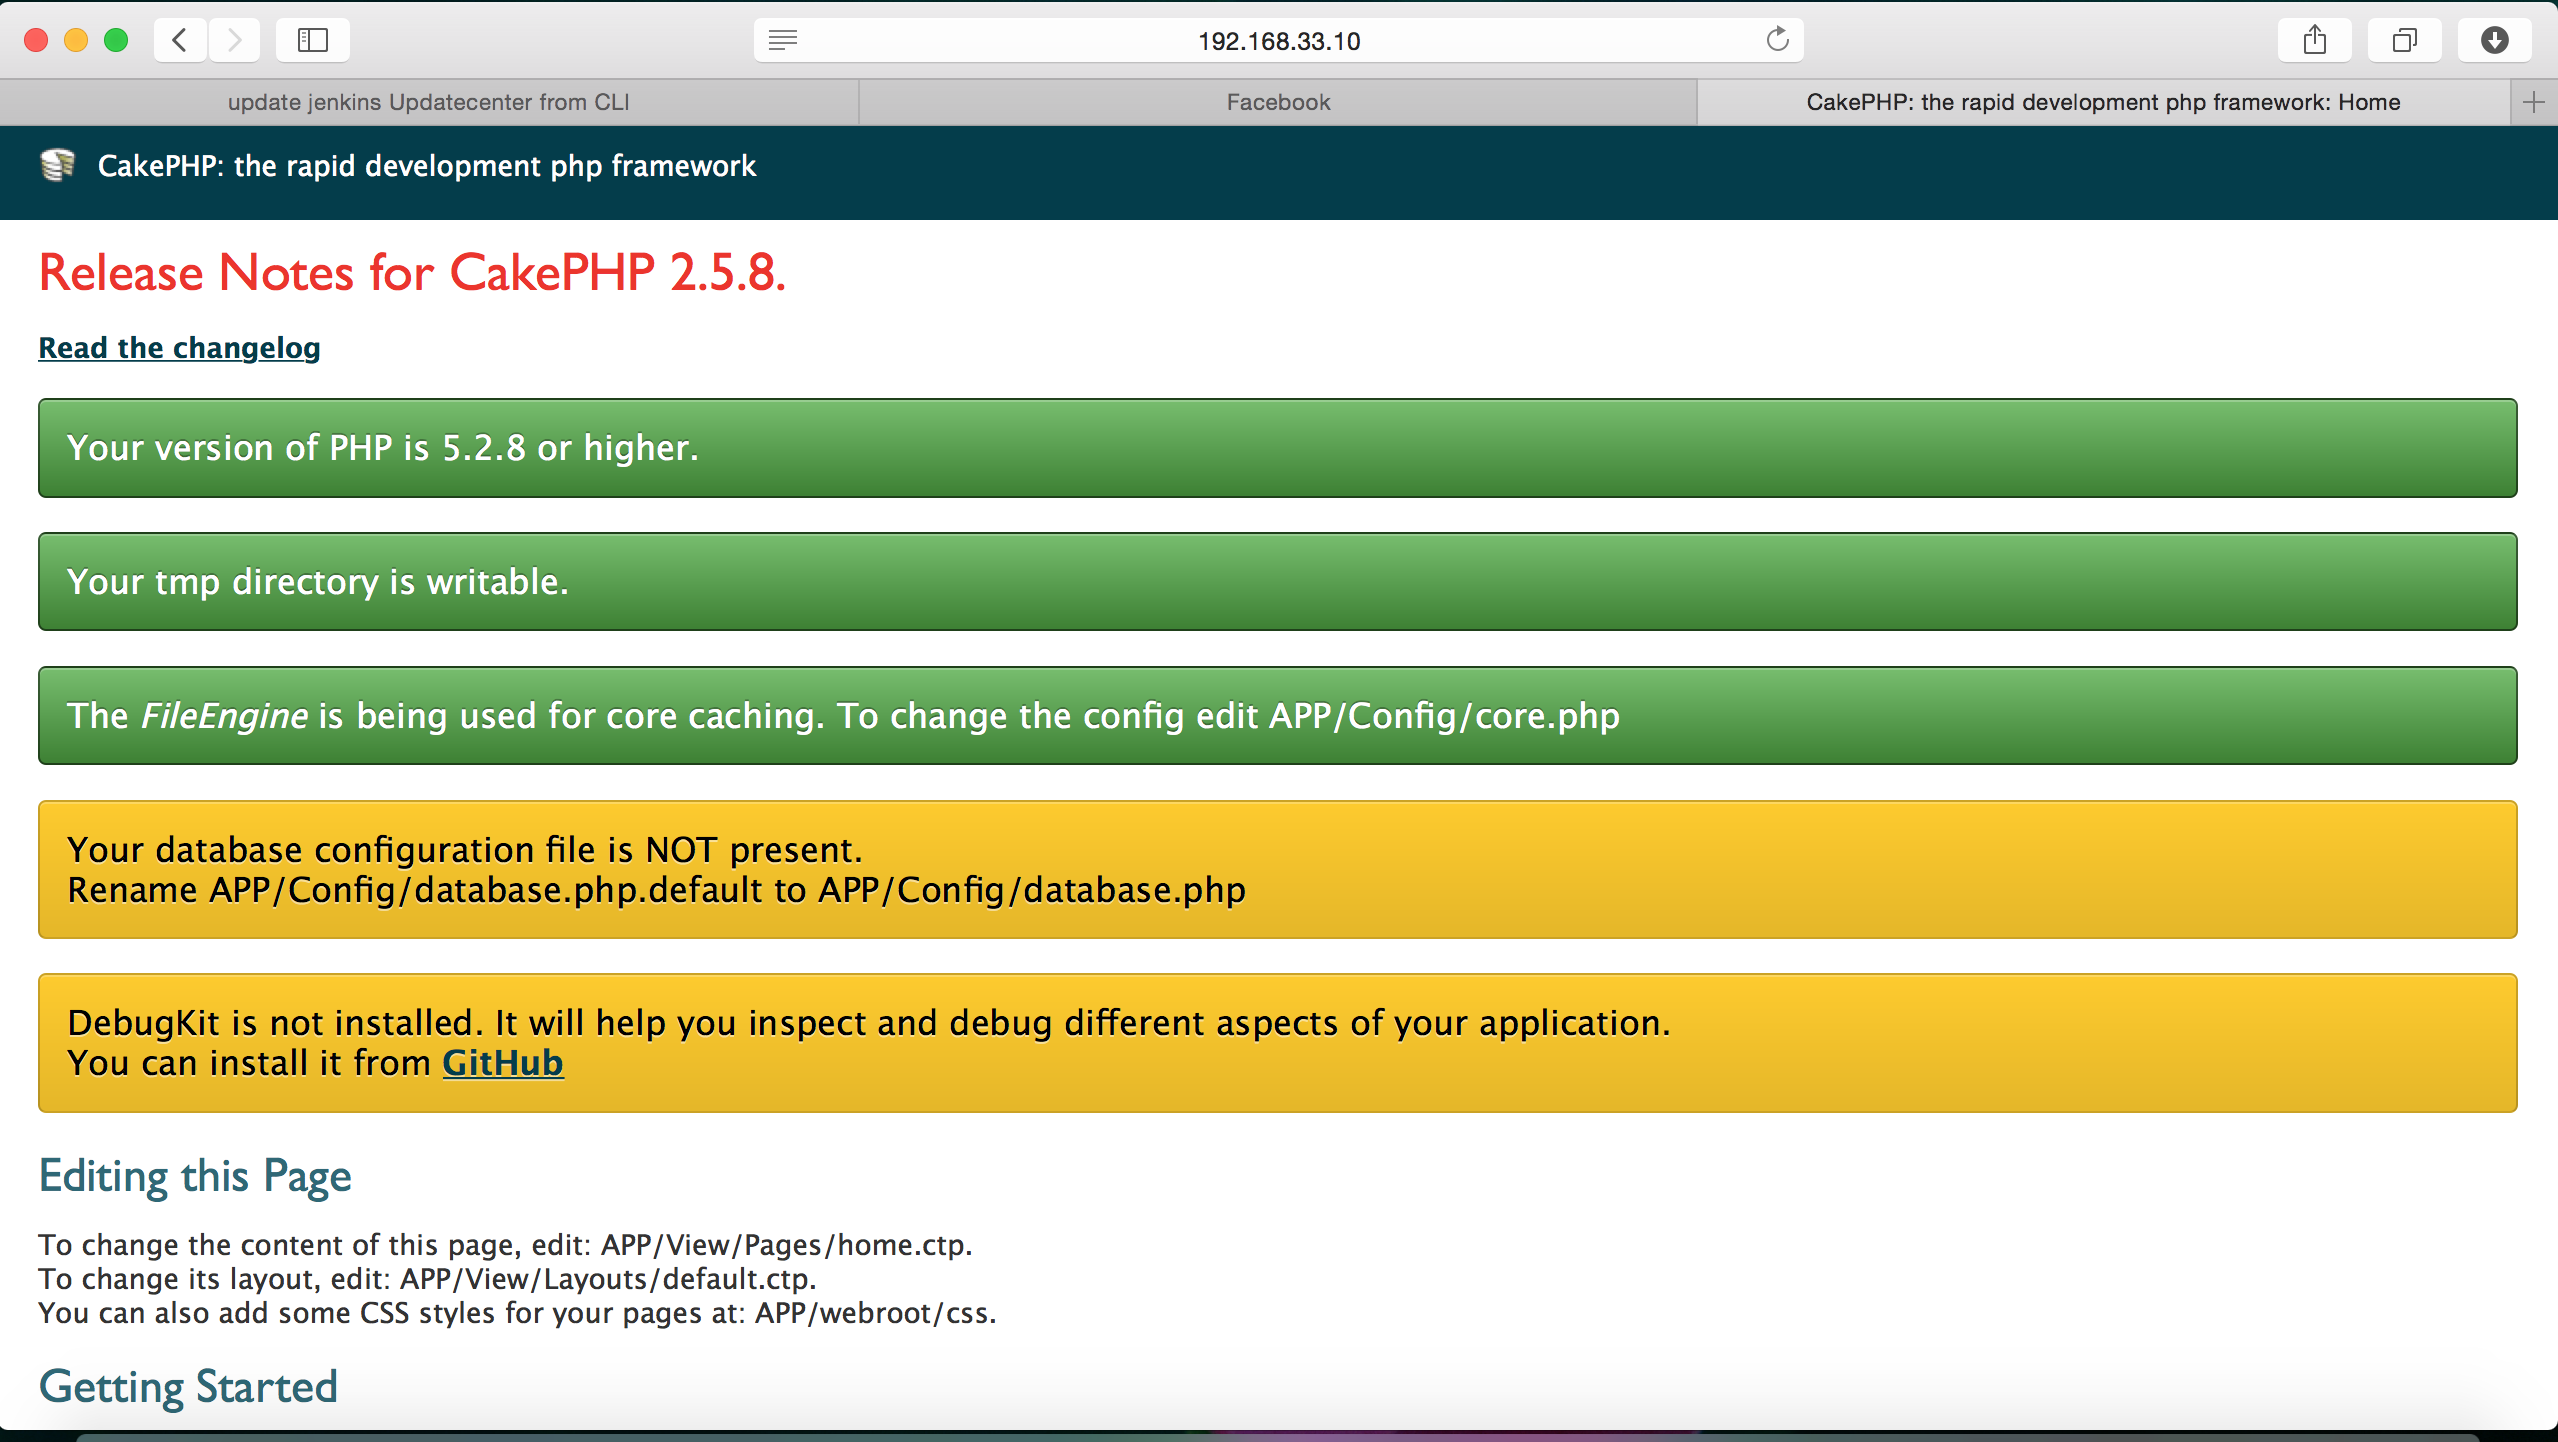 192.168.33.10
update jenkins Updatecenter from CLI
Facebook
CakePHP: the rapid development php framework: Home
CakePHP: the rapid development php framework
Release Notes for CakePHP 2.5.8.
Read the changelog
Your version of PHP is 5.2.8 or higher.
Your tmp directory is writable.
The FileEngine is being used for core caching. To change the config edit APP/Config/core.php
Your database configuration file is NOT present.
Rename APP/Config/database.php.default to APP/Config/database.php
DebugKit is not installed. It will help you inspect and debug different aspects of your application.
You can install it from GitHub
Editing this Page
To change the content of this page, edit: APP/View/Pages/home.ctp.
To change its layout, edit: APP/View/Layouts/default.ctp.
You can also add some CSS styles for your pages at: APP/webroot/css.
Getting Started